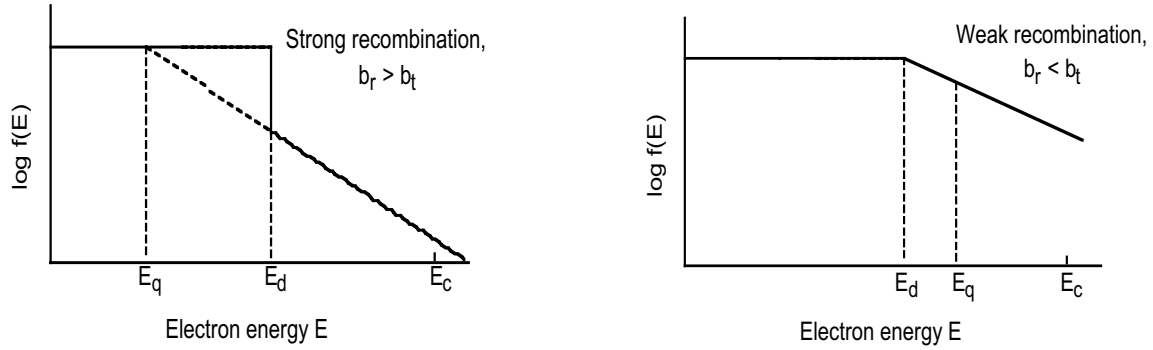 Strong recombination,
b_r > b_t
log f(E)
E_q
E_d
E_c
Electron energy E
Weak recombination,
b_r < b_t
log f(E)
E_d
E_q
E_c
Electron energy E